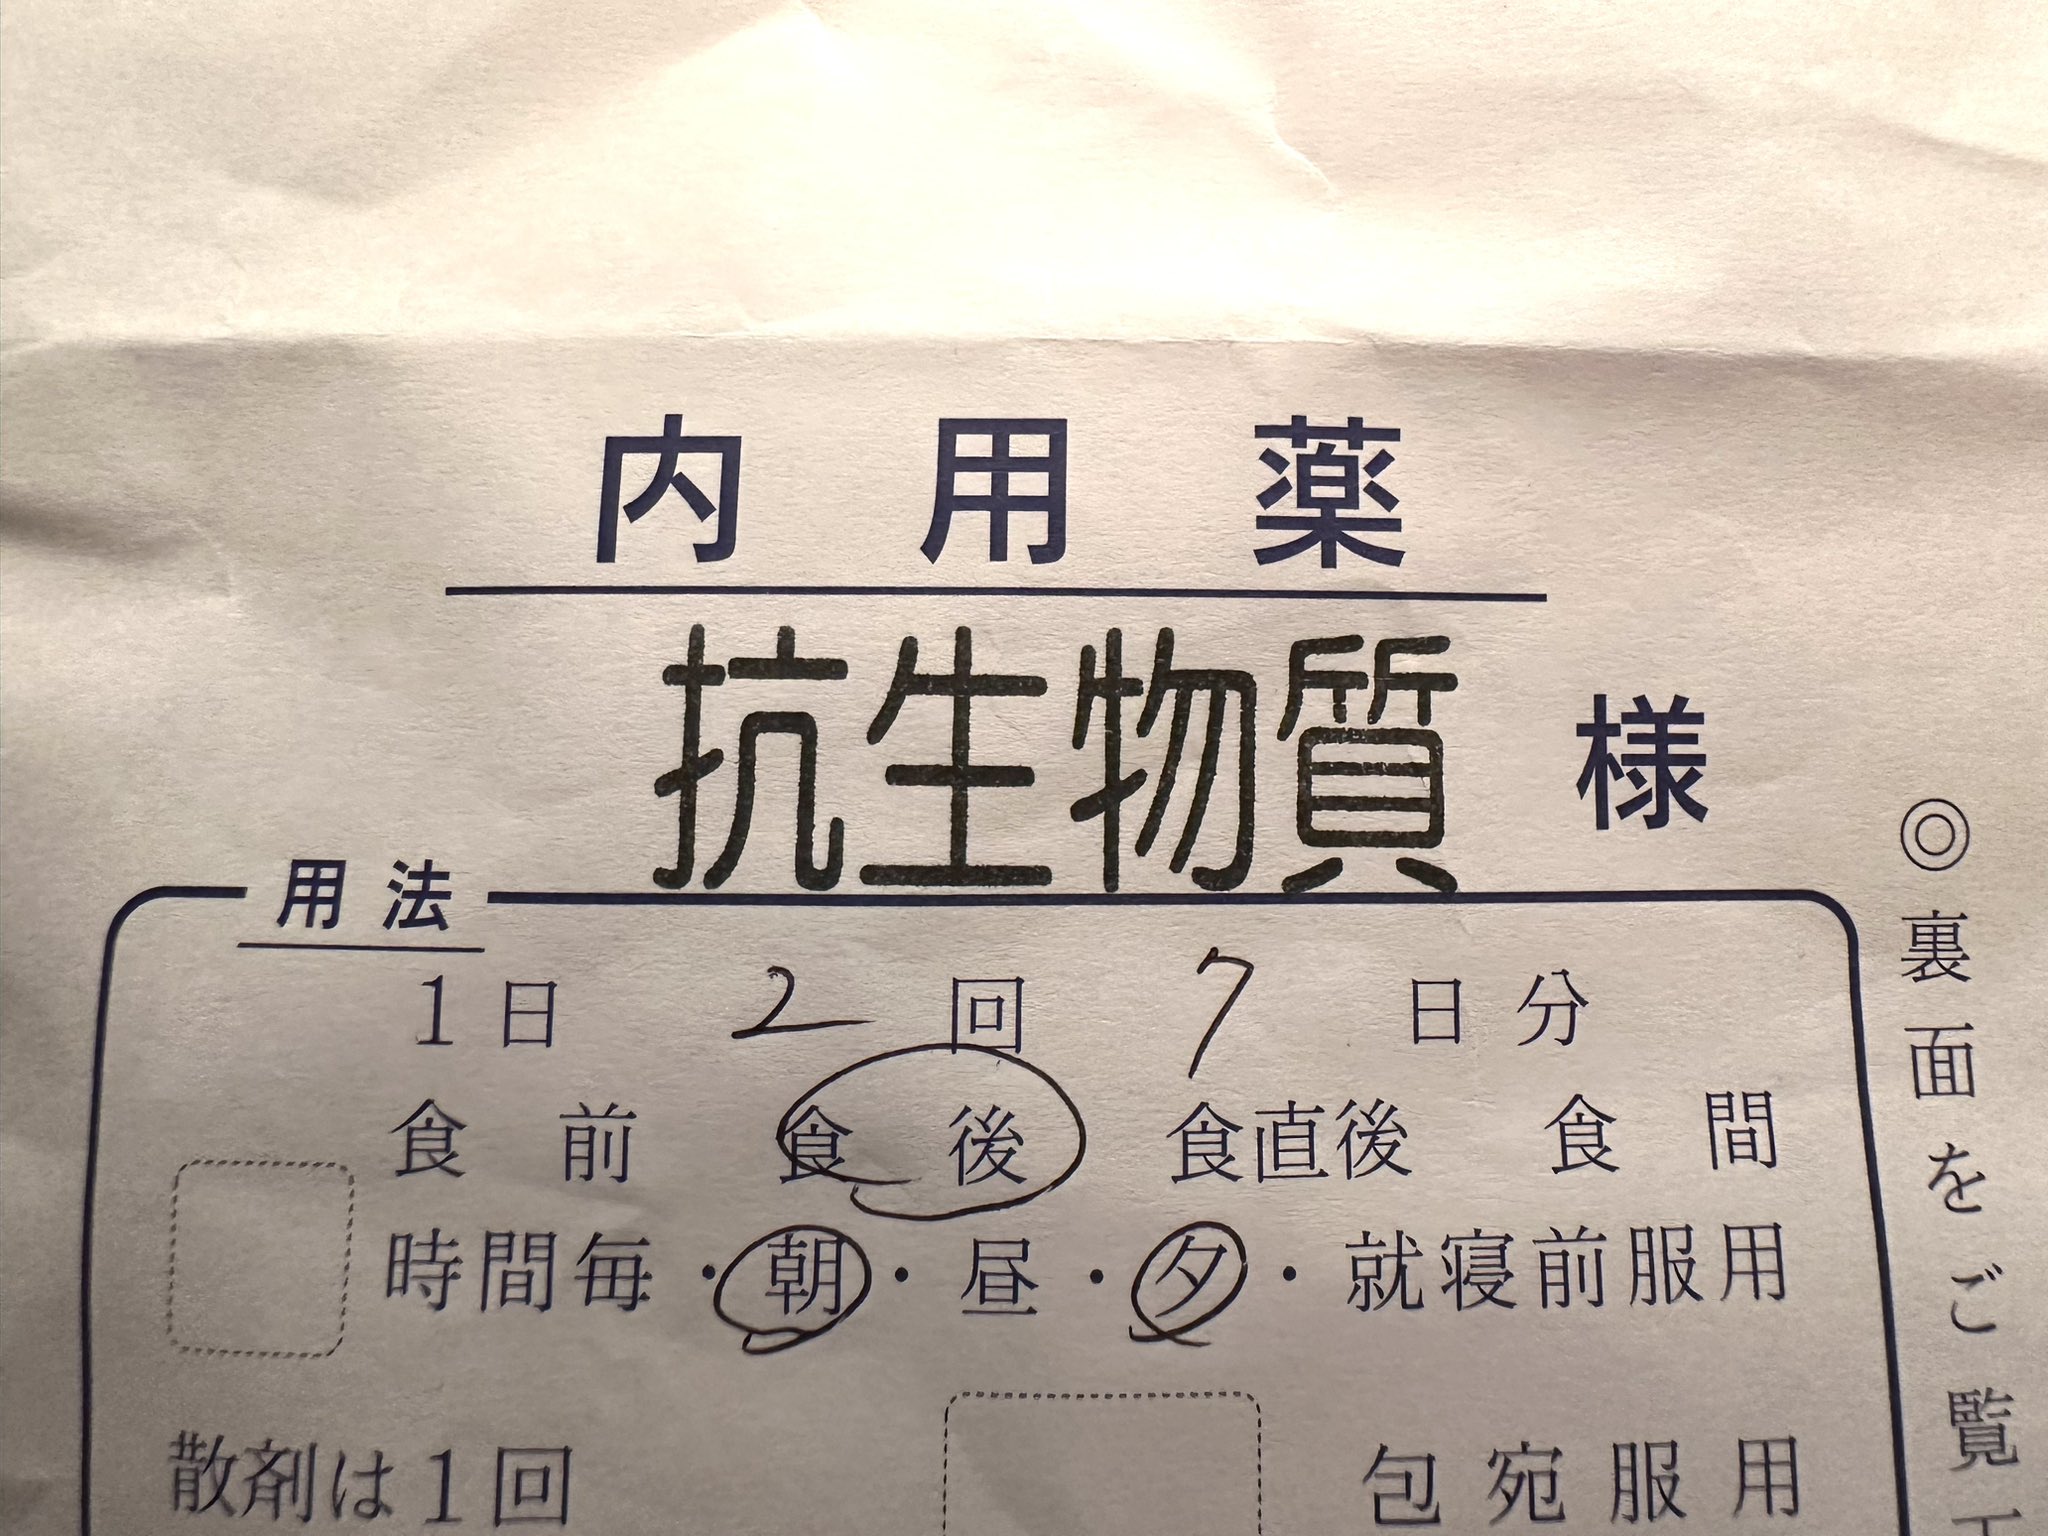 内用薬
抗生物質 様
用法
1日 2 回 7 日分
食前 食後 食直後 食間
時間毎・朝・昼・夕・就寝前服用
散剤は1回 包宛服用
◎裏面をご覧下